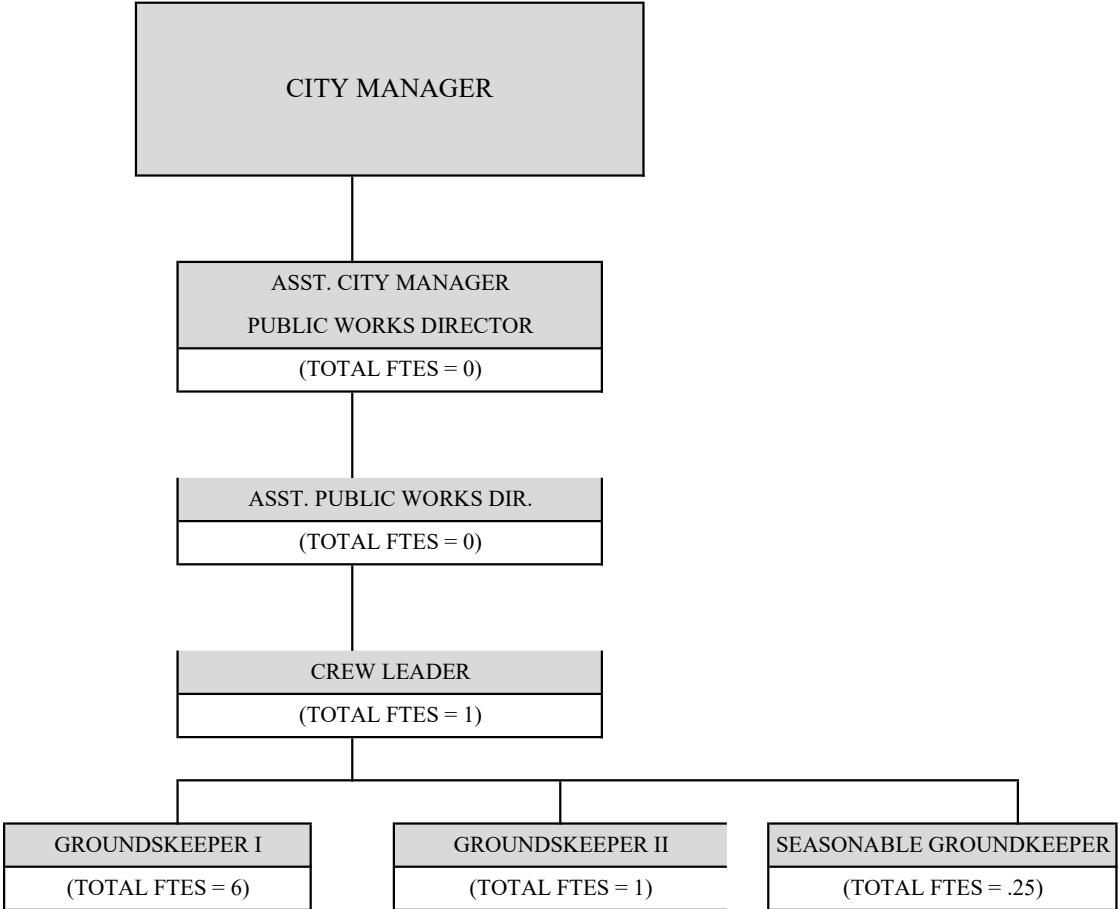 CITY MANAGER
ASST. CITY MANAGER
PUBLIC WORKS DIRECTOR
(TOTAL FTES = 0)
ASST. PUBLIC WORKS DIR.
(TOTAL FTES = 0)
CREW LEADER
(TOTAL FTES = 1)
GROUNDSKEEPER I
(TOTAL FTES = 6)
GROUNDSKEEPER II
(TOTAL FTES = 1)
SEASONABLE GROUNDKEEPER
(TOTAL FTES = .25)